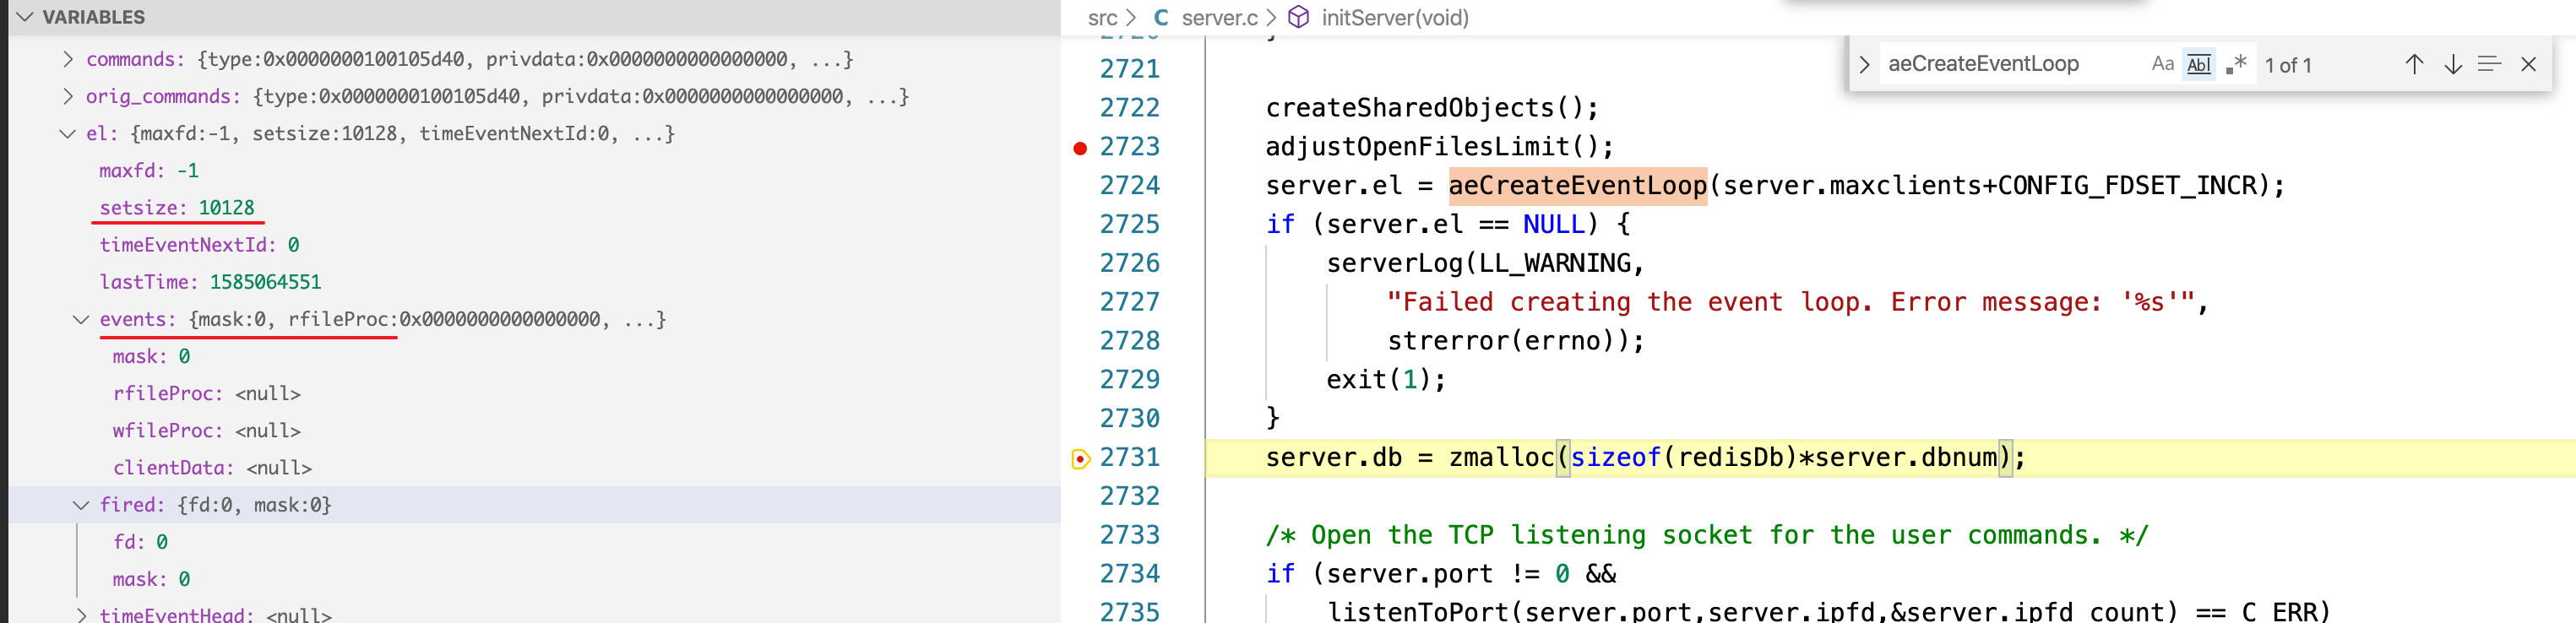 VARIABLES
commands: {type:0x0000000100105d40, privdata:0x0000000000000000, ...}
orig_commands: {type:0x0000000100105d40, privdata:0x0000000000000000, ...}
el: {maxfd:-1, setsize:10128, timeEventNextId:0, ...}
maxfd: -1
setsize: 10128
timeEventNextId: 0
lastTime: 1585064551
events: {mask:0, rfileProc:0x0000000000000000, ...}
mask: 0
rfileProc: <null>
wfileProc: <null>
clientData: <null>
fired: {fd:0, mask:0}
fd: 0
mask: 0
timeEventHead: <null>
src > C server.c > initServer(void)
aeCreateEventLoop Aa Abl .* 1 of 1
2720 }
2721
2722 createSharedObjects();
2723 adjustOpenFilesLimit();
2724 server.el = aeCreateEventLoop(server.maxclients+CONFIG_FDSET_INCR);
2725 if (server.el == NULL) {
2726 serverLog(LL_WARNING,
2727 "Failed creating the event loop. Error message: '%s'",
2728 strerror(errno));
2729 exit(1);
2730 }
2731 server.db = zmalloc(sizeof(redisDb)*server.dbnum);
2732
2733 /* Open the TCP listening socket for the user commands. */
2734 if (server.port != 0 &&
2735 listenToPort(server.port,server.ipfd,&server.ipfd_count) == C_ERR)